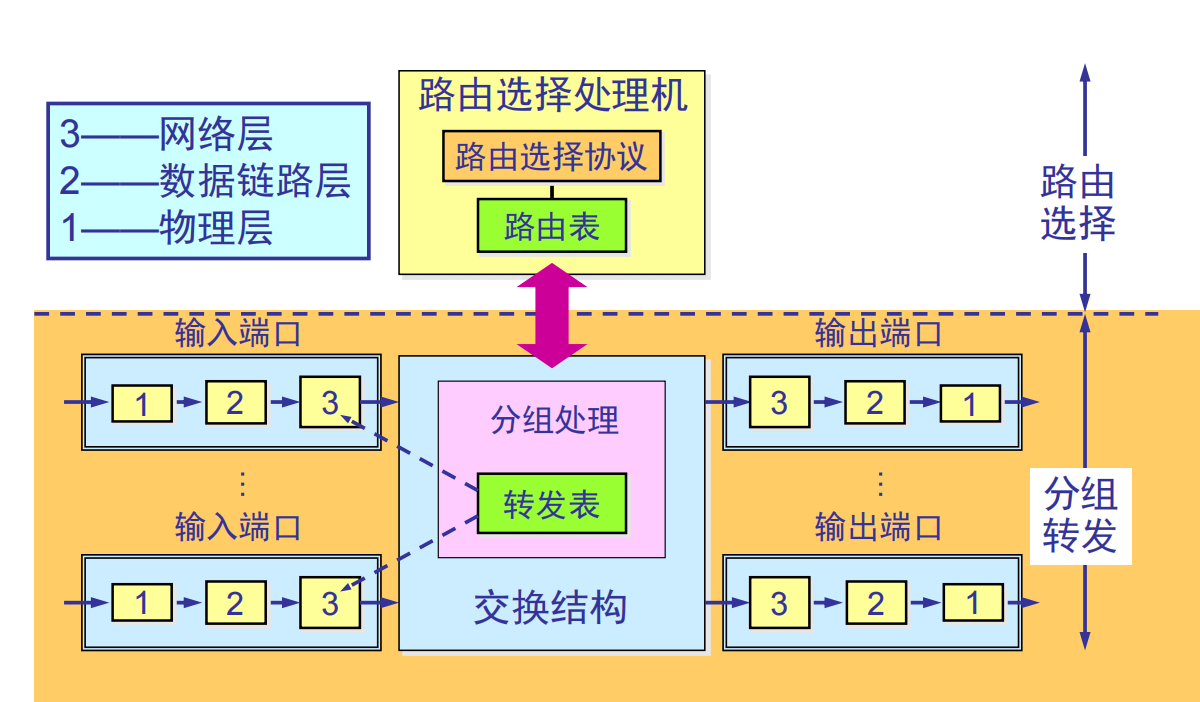 路由选择处理机
路由选择协议
路由表
3——网络层
2——数据链路层
1——物理层
路由
选择
输入端口
输出端口
1
2
3
分组处理
3
2
1
转发表
⋮
⋮
分组
转发
输入端口
输出端口
1
2
3
交换结构
3
2
1